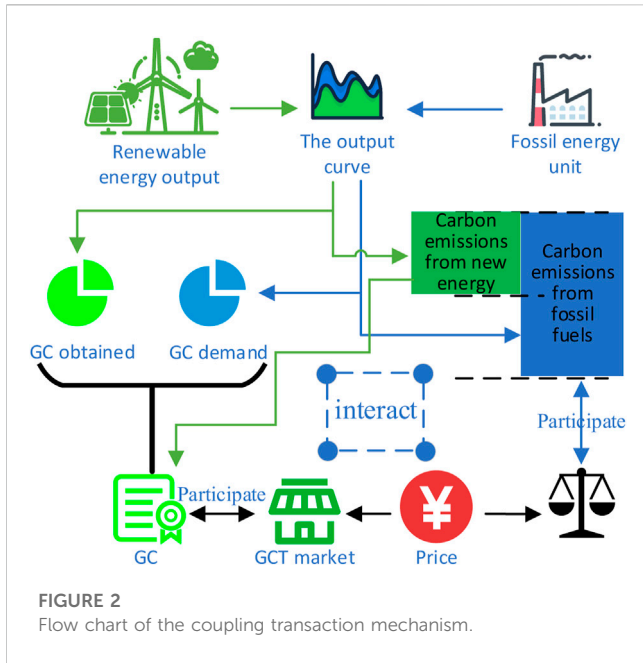 Renewable
energy output
The output
curve
Fossil energy
unit
Carbon
emissions
from new
energy
Carbon
emissions
from
fossil
fuels
GC obtained
GC demand
interact
Participate
Participate
¥
GC
GCT market
Price
FIGURE 2
Flow chart of the coupling transaction mechanism.